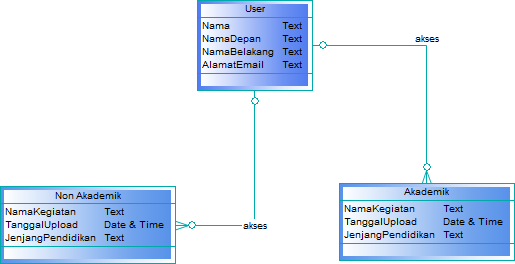 User
Nama Text
NamaDepan Text
NamaBelakang Text
AlamatEmail Text
akses
Non Akademik
NamaKegiatan Text
TanggalUpload Date & Time
JenjangPendidikan Text
akses
Akademik
NamaKegiatan Text
TanggalUpload Date & Time
JenjangPendidikan Text